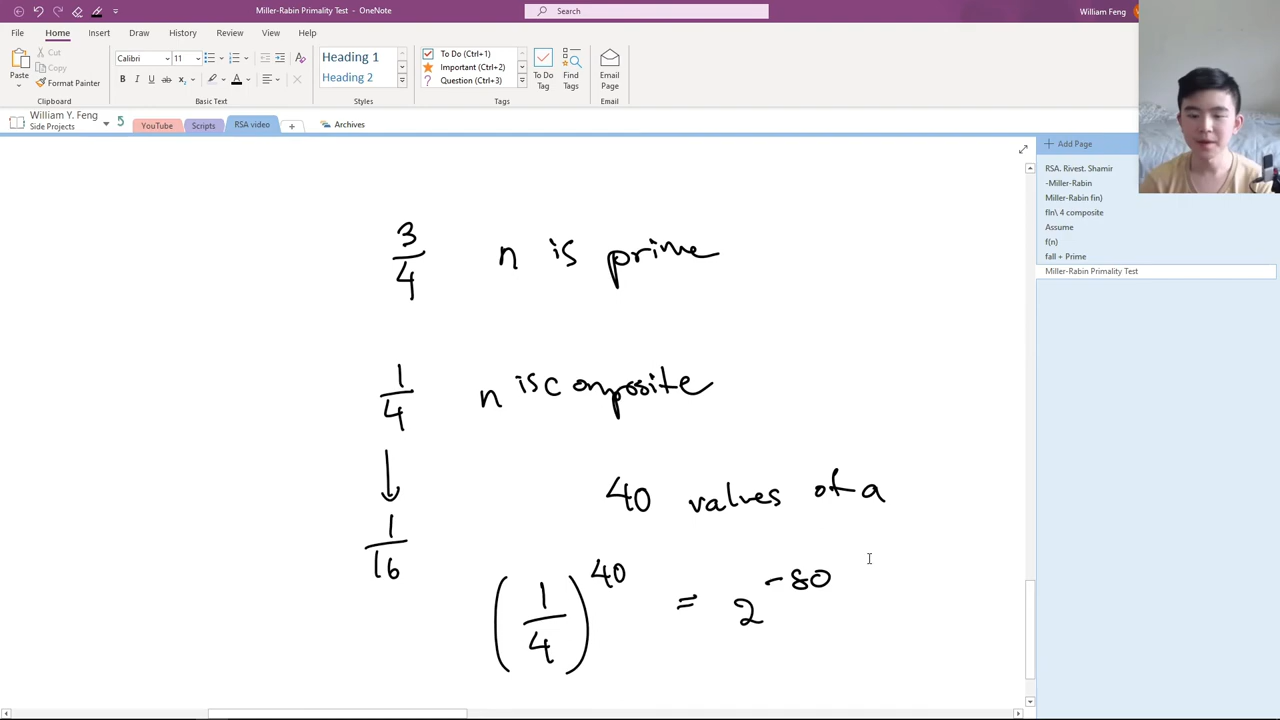 Miller-Rabin Primality Test - OneNote
Search
William Feng
File Home Insert Draw History Review View Help
Paste
Cut
Copy
Format Painter
Clipboard
Calibri 11
Basic Text
Heading 1
Heading 2
Styles
To Do (Ctrl+1)
Important (Ctrl+2)
Question (Ctrl+3)
To Do Tag
Find Tags
Tags
Email Page
Email
William Y. Feng
Side Projects
YouTube Scripts RSA video + Archives
Add Page
RSA. Rivest. Shamir
-Miller-Rabin
Miller-Rabin fin)
fIn\ 4 composite
Assume
f(n)
fall + Prime
Miller-Rabin Primality Test
3/4 n is prime
1/4 n is composite
↓
1/16
40 values of a
(1/4)^40 = 2^-80